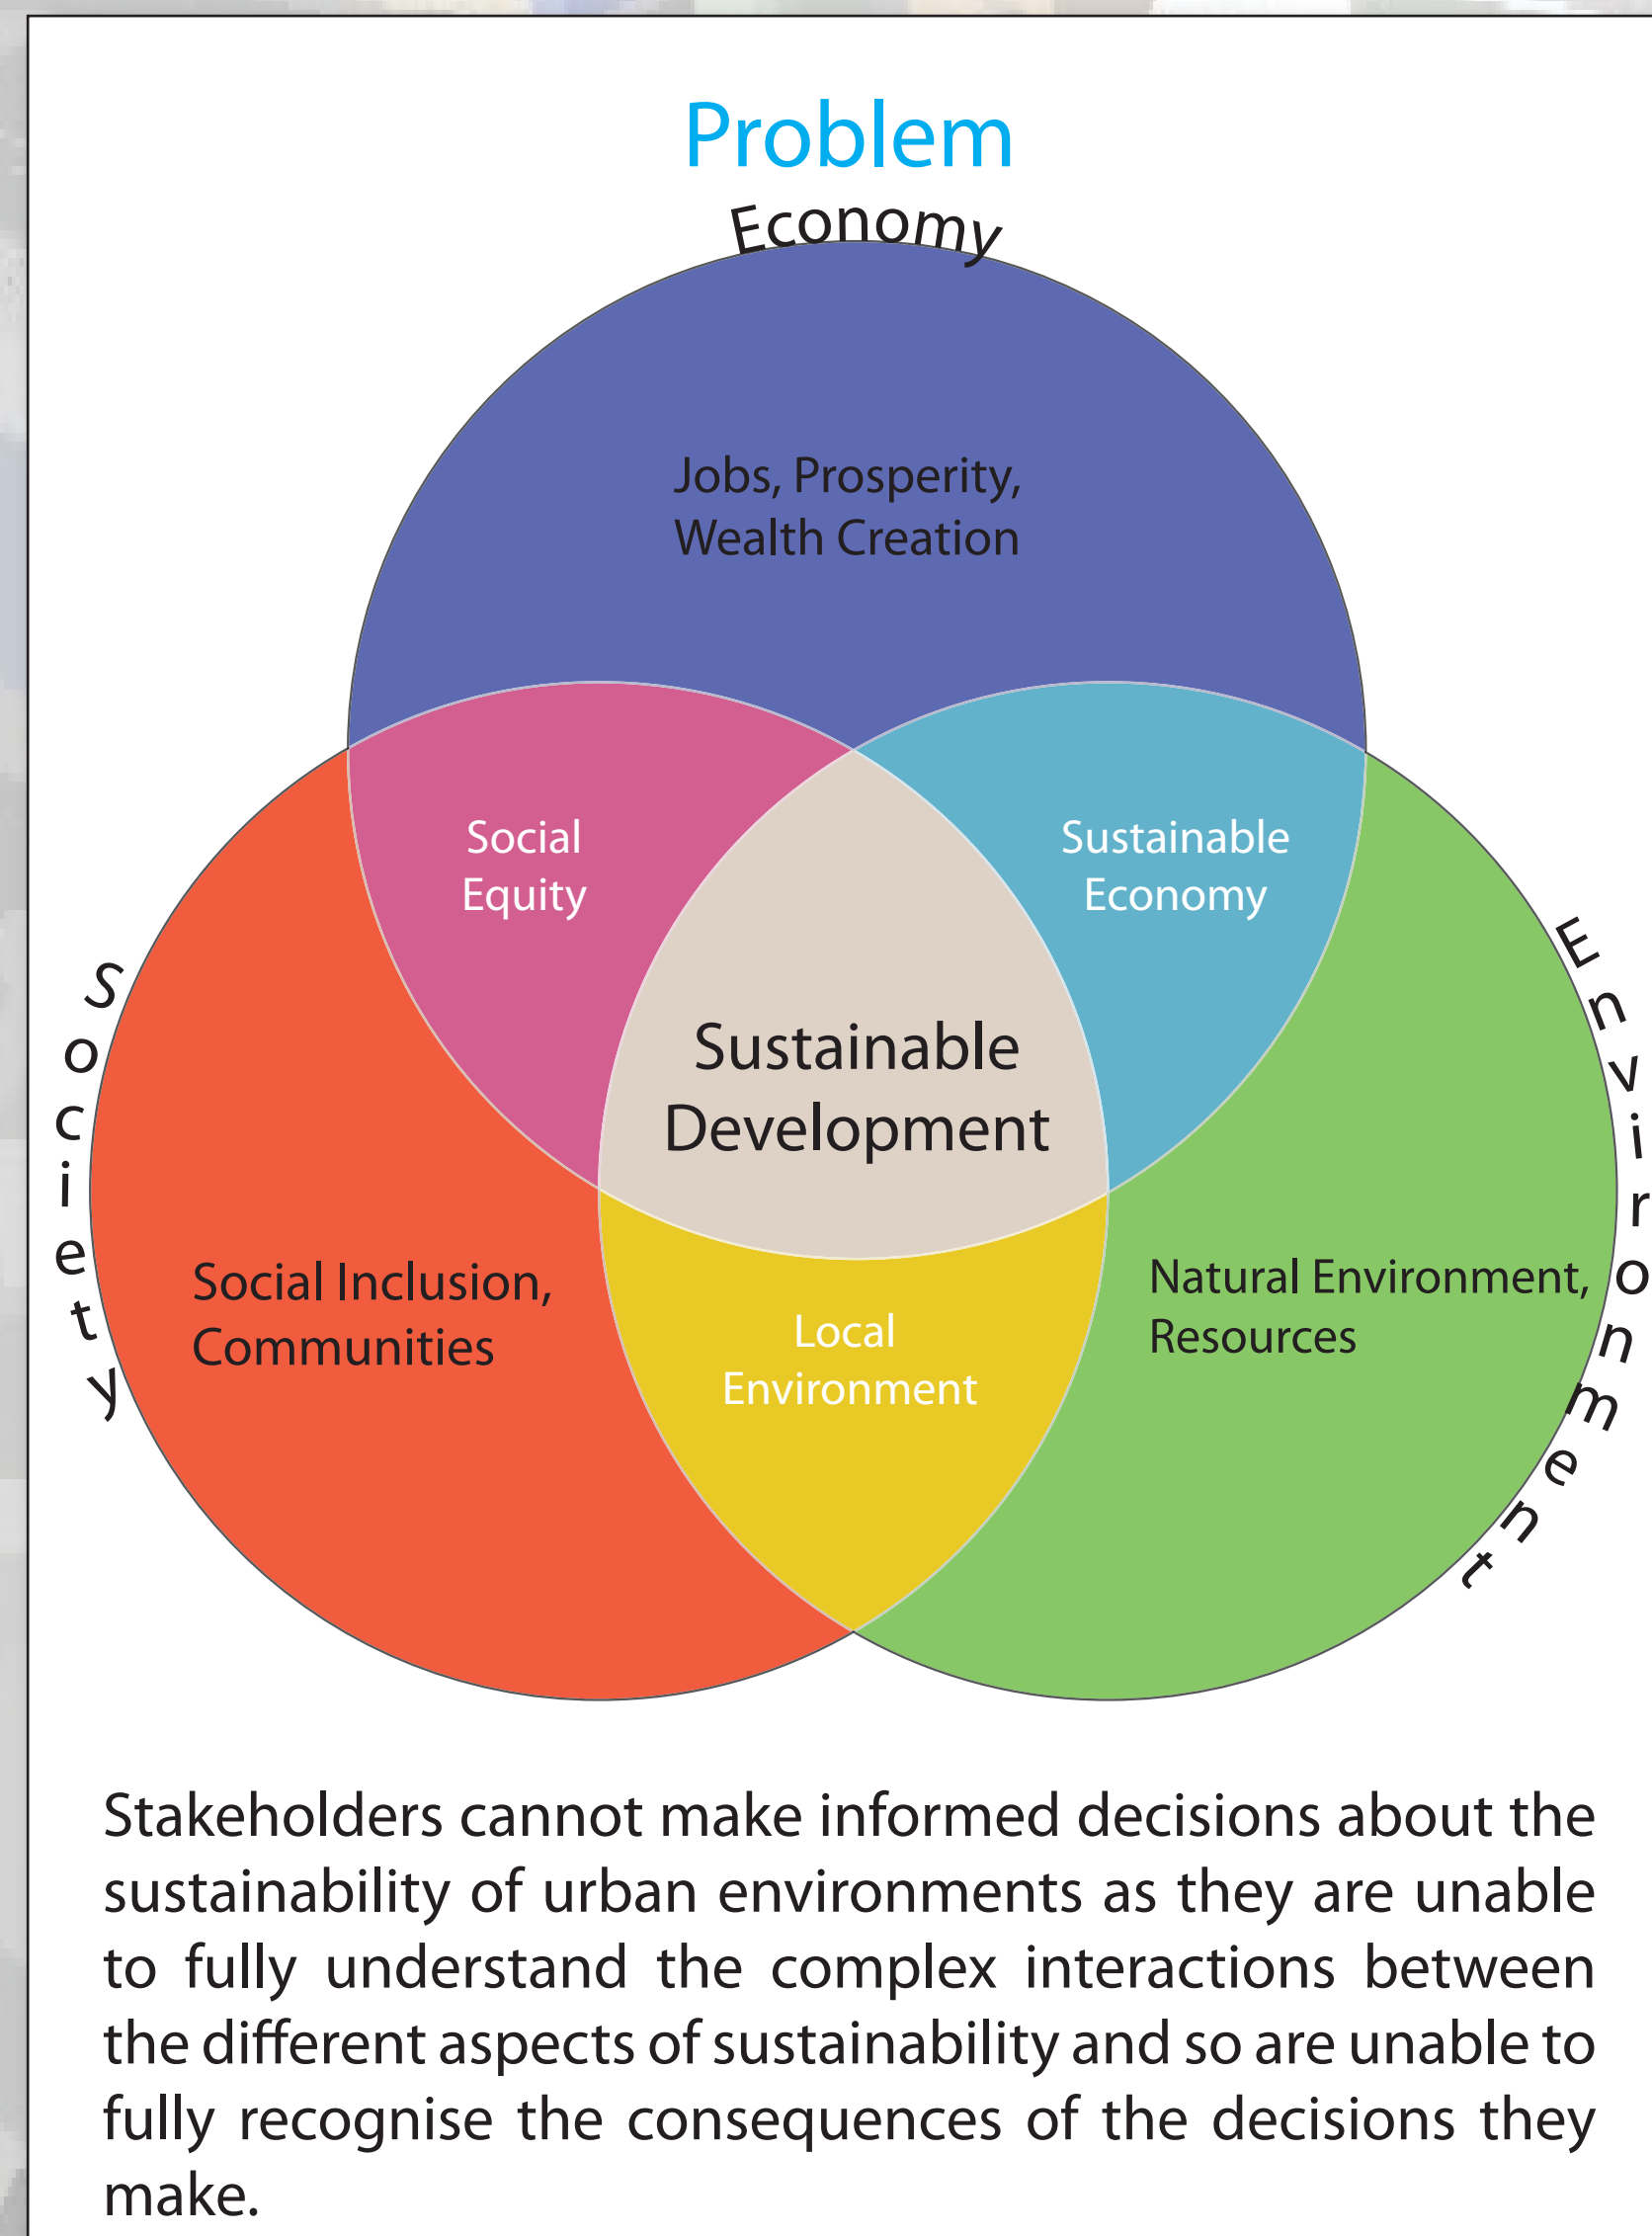 Problem
Economy
Jobs, Prosperity,
Wealth Creation
Social
Equity
Sustainable
Economy
Society
Environment
Sustainable
Development
Social Inclusion,
Communities
Natural Environment,
Resources
Local
Environment
Stakeholders cannot make informed decisions about the
sustainability of urban environments as they are unable
to fully understand the complex interactions between
the different aspects of sustainability and so are unable to
fully recognise the consequences of the decisions they
make.